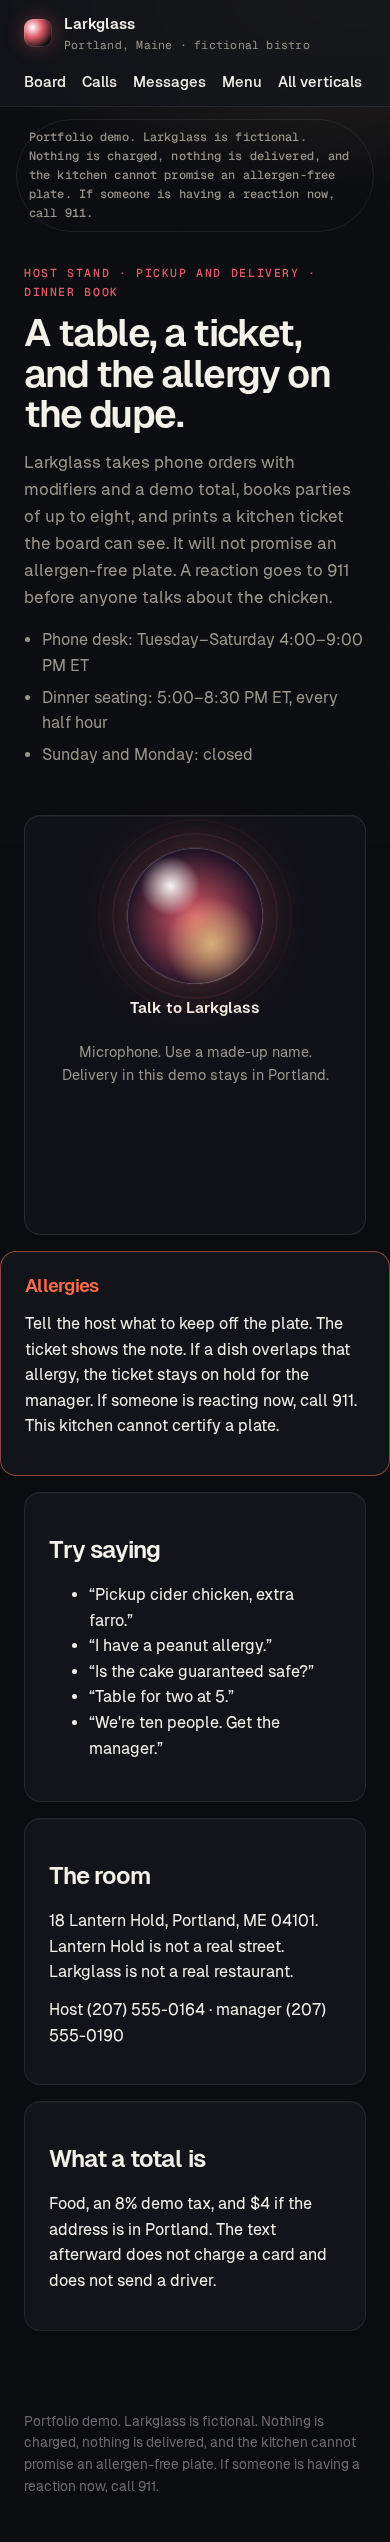 Larkglass
Portland, Maine · fictional bistro
Board Calls Messages Menu All verticals
Portfolio demo. Larkglass is fictional.
Nothing is charged, nothing is delivered, and
the kitchen cannot promise an allergen-free
plate. If someone is having a reaction now,
call 911.
HOST STAND · PICKUP AND DELIVERY ·
DINNER BOOK
A table, a ticket,
and the allergy on
the dupe.
Larkglass takes phone orders with
modifiers and a demo total, books parties
of up to eight, and prints a kitchen ticket
the board can see. It will not promise an
allergen-free plate. A reaction goes to 911
before anyone talks about the chicken.
• Phone desk: Tuesday–Saturday 4:00–9:00
PM ET
• Dinner seating: 5:00–8:30 PM ET, every
half hour
• Sunday and Monday: closed
Talk to Larkglass
Microphone. Use a made-up name.
Delivery in this demo stays in Portland.
Allergies
Tell the host what to keep off the plate. The
ticket shows the note. If a dish overlaps that
allergy, the ticket stays on hold for the
manager. If someone is reacting now, call 911.
This kitchen cannot certify a plate.
Try saying
• “Pickup cider chicken, extra
farro.”
• “I have a peanut allergy.”
• “Is the cake guaranteed safe?”
• “Table for two at 5.”
• “We're ten people. Get the
manager.”
The room
18 Lantern Hold, Portland, ME 04101.
Lantern Hold is not a real street.
Larkglass is not a real restaurant.
Host (207) 555-0164 · manager (207)
555-0190
What a total is
Food, an 8% demo tax, and $4 if the
address is in Portland. The text
afterward does not charge a card and
does not send a driver.
Portfolio demo. Larkglass is fictional. Nothing is
charged, nothing is delivered, and the kitchen cannot
promise an allergen-free plate. If someone is having a
reaction now, call 911.